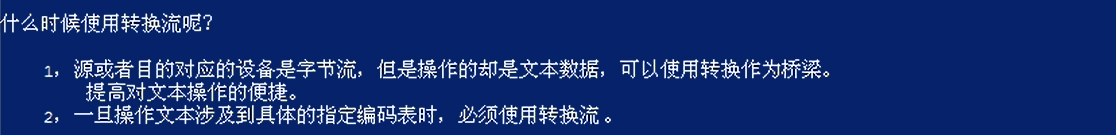 什么时候使用转换流呢？
1，源或者目的对应的设备是字节流，但是操作的却是文本数据，可以使用转换作为桥梁。
提高对文本操作的便捷。
2，一旦操作文本涉及到具体的指定编码表时，必须使用转换流 。